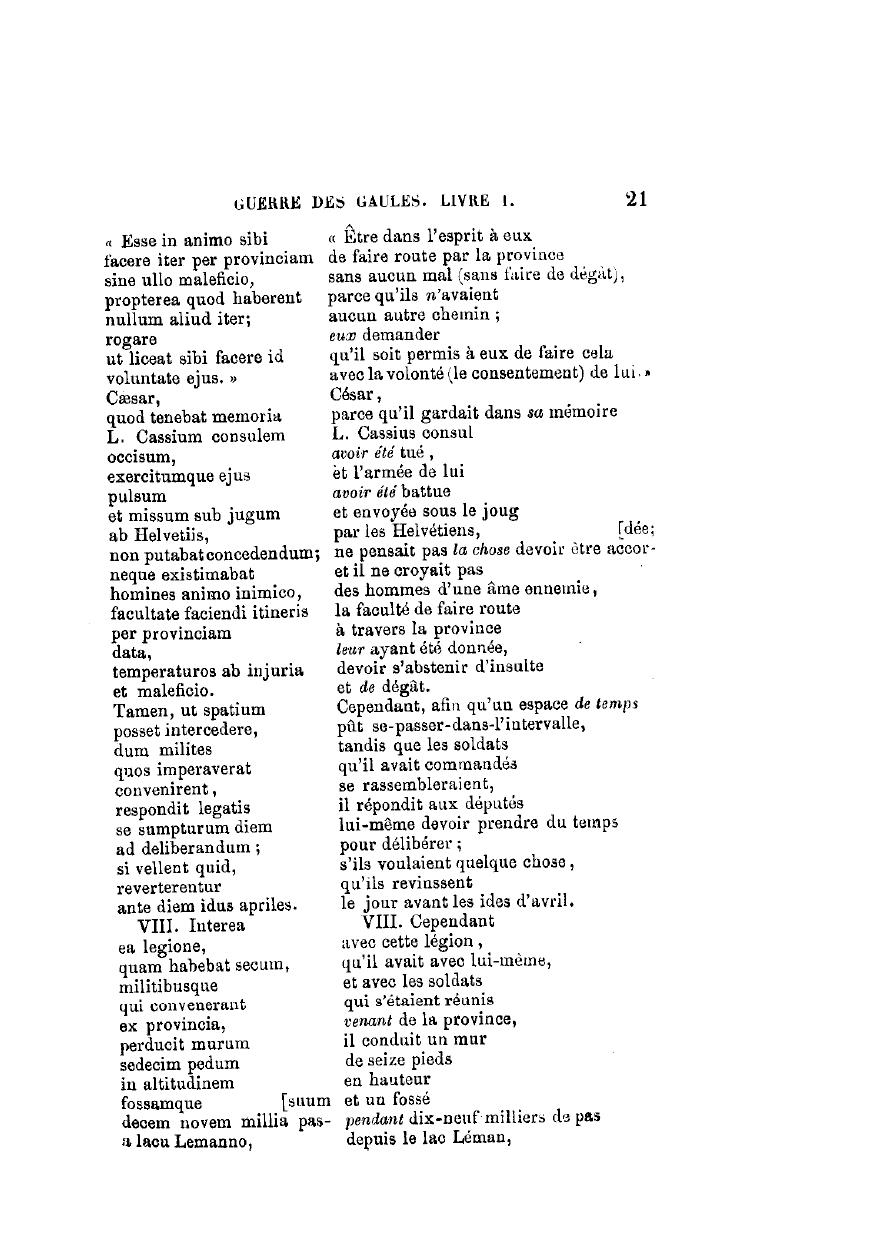 GUERRE DES GAULES. LIVRE I.
21
« Esse in animo sibi
facere iter per provinciam
sine ullo maleficio,
propterea quod haberent
nullum aliud iter;
rogare
ut liceat sibi facere id
voluntate ejus. »
Cæsar,
quod tenebat memoria
L. Cassium consulem
occisum,
exercitumque ejus
pulsum
et missum sub jugum
ab Helvetiis,
non putabat concedendum;
neque existimabat
homines animo inimico,
facultate faciendi itineris
per provinciam
data,
temperaturos ab injuria
et maleficio.
Tamen, ut spatium
posset intercedere,
dum milites
quos imperaverat
convenirent,
respondit legatis
se sumpturum diem
ad deliberandum;
si vellent quid,
reverterentur
ante diem idus apriles.
VIII. Interea
ea legione,
quam habebat secum,
militibusque
qui convenerant
ex provincia,
perducit murum
sedecim pedum
in altitudinem
fossamque [suum
decem novem millia pas-
a lacu Lemanno,
« Être dans l'esprit à eux
de faire route par la province
sans aucun mal (sans faire de dégât),
parce qu'ils n'avaient
aucun autre chemin ;
eux demander
qu'il soit permis à eux de faire cela
avec la volonté (le consentement) de lui. »
César,
parce qu'il gardait dans sa mémoire
L. Cassius consul
avoir été tué,
et l'armée de lui
avoir été battue
et envoyée sous le joug
par les Helvétiens, [dée;
ne pensait pas la chose devoir être accor-
et il ne croyait pas
des hommes d'une âme ennemie,
la faculté de faire route
à travers la province
leur ayant été donnée,
devoir s'abstenir d'insulte
et de dégât.
Cependant, afin qu'un espace de temps
pût se-passer-dans-l'intervalle,
tandis que les soldats
qu'il avait commandés
se rassembleraient,
il répondit aux députés
lui-même devoir prendre du temps
pour délibérer ;
s'ils voulaient quelque chose,
qu'ils revinssent
le jour avant les ides d'avril.
VIII. Cependant
avec cette légion,
qu'il avait avec lui-même,
et avec les soldats
qui s'étaient réunis
venant de la province,
il conduit un mur
de seize pieds
en hauteur
et un fossé
pendant dix-neuf milliers de pas
depuis le lac Léman,